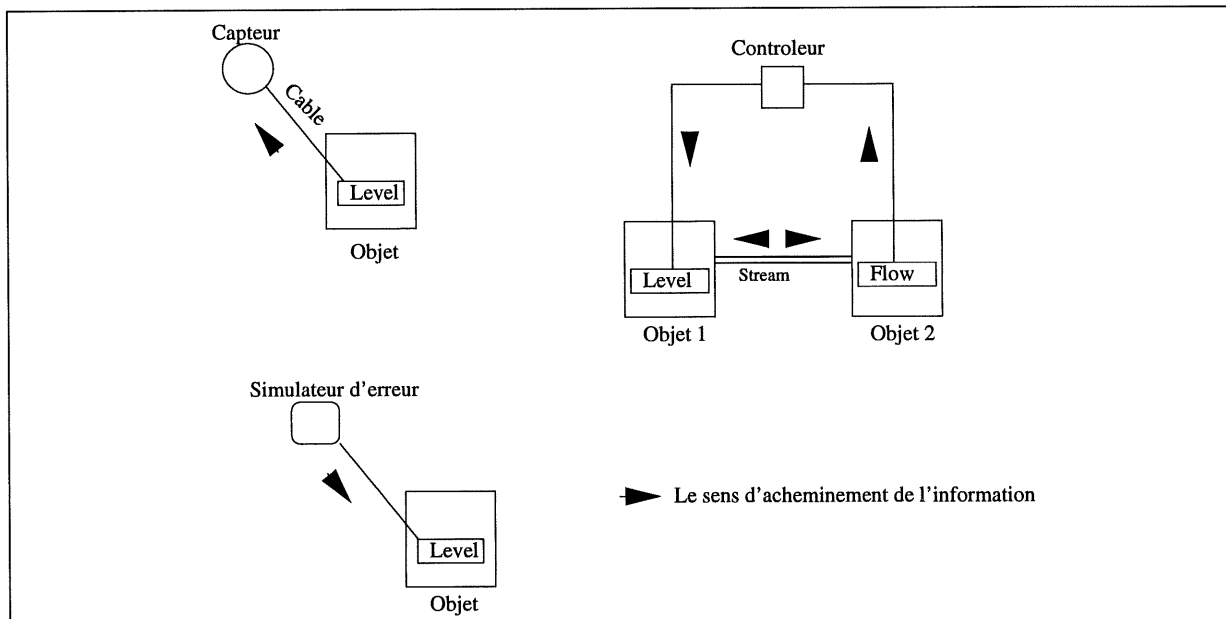 Capteur
Cable
Level
Objet
Controleur
Level
Stream
Flow
Objet 1
Objet 2
Simulateur d'erreur
Level
Objet
Le sens d'acheminement de l'information